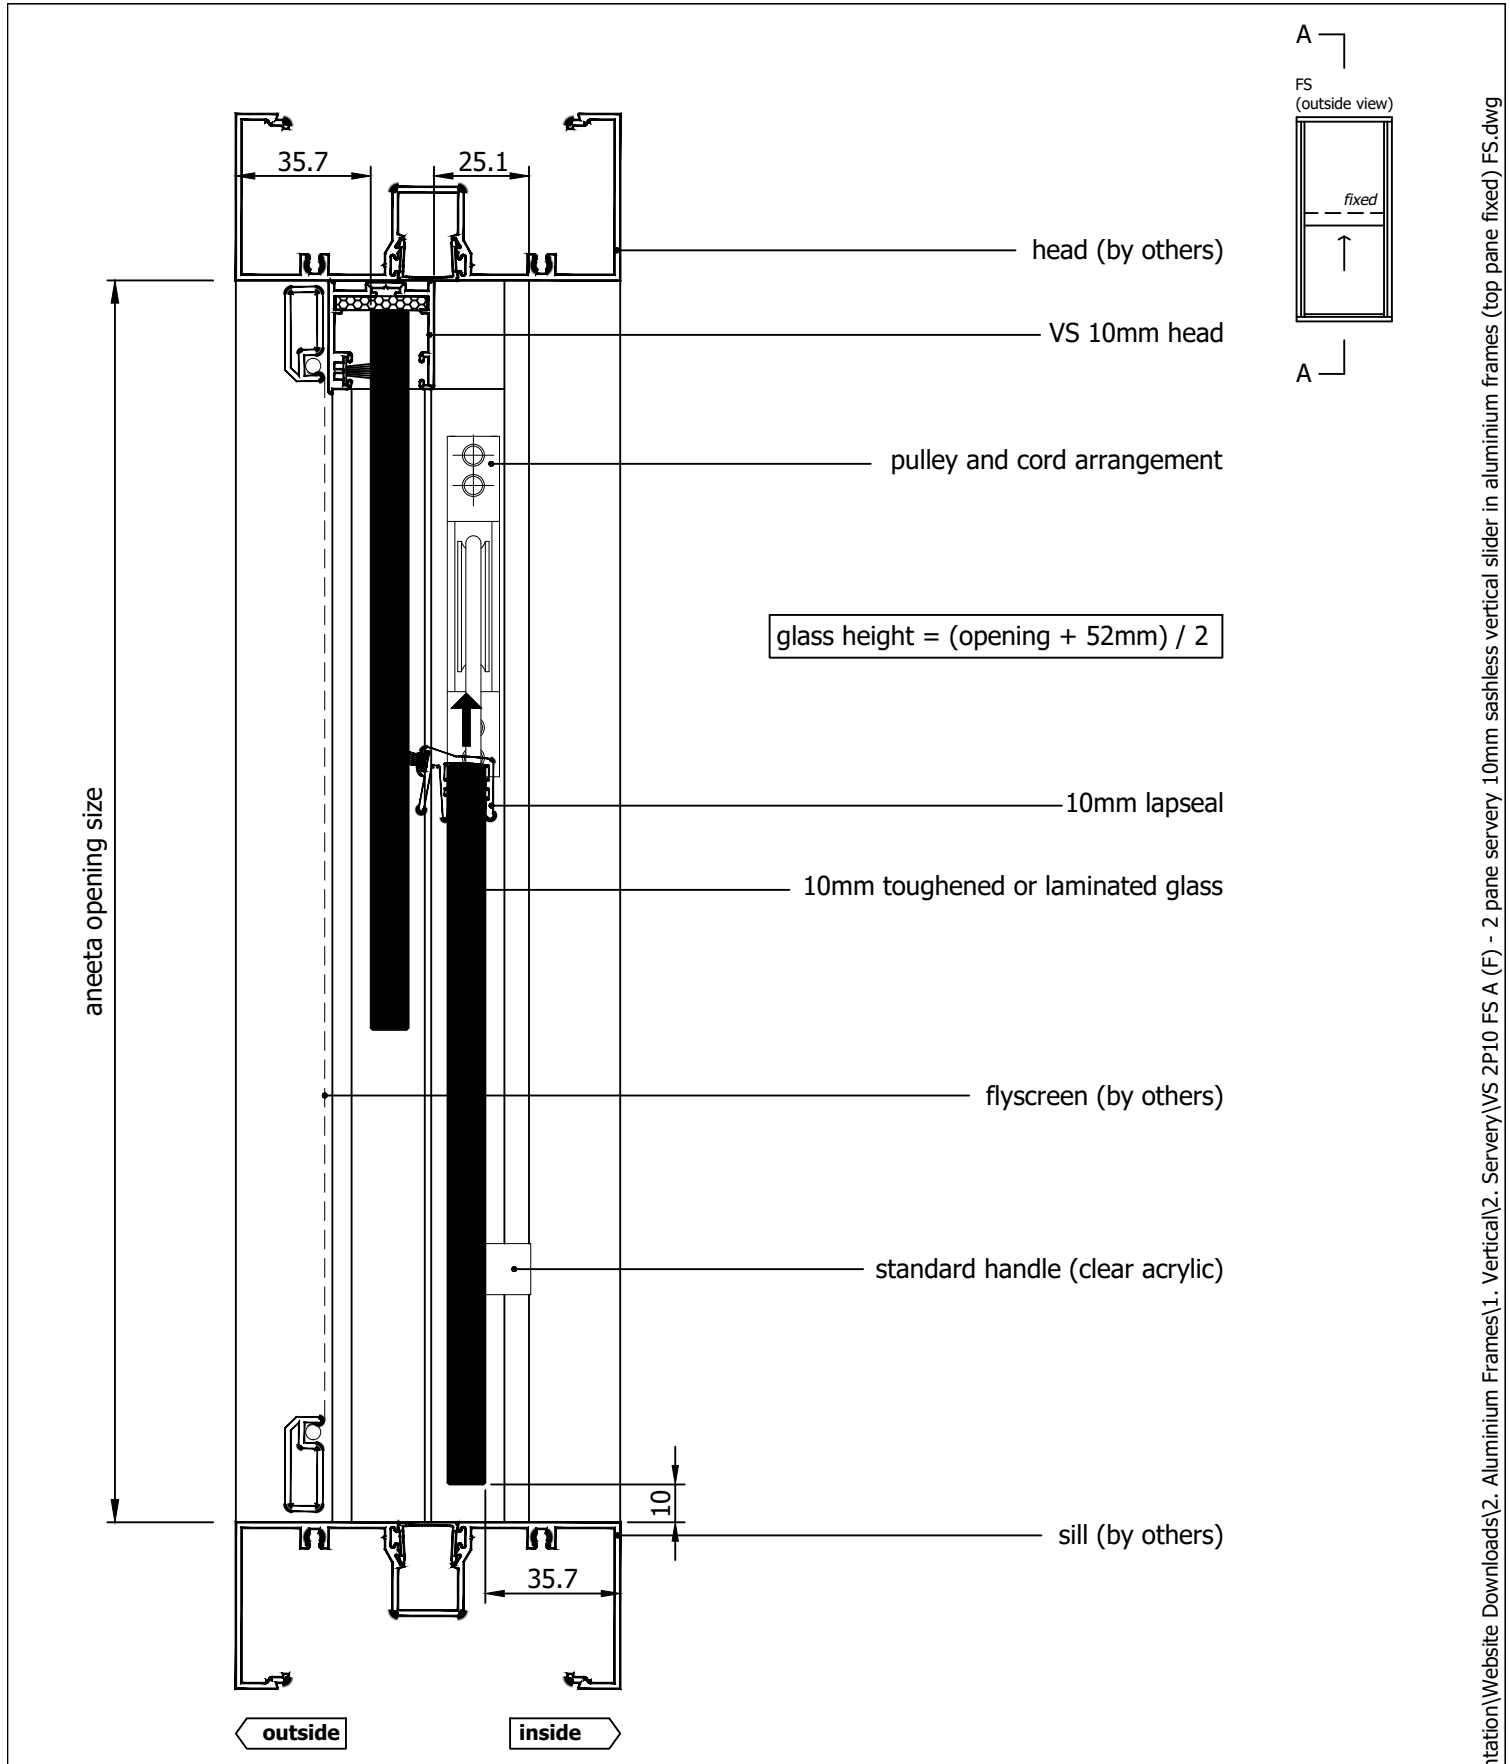 A
FS
(outside view)
fixed
A
35.7
25.1
head (by others)
VS 10mm head
pulley and cord arrangement
glass height = (opening + 52mm) / 2
10mm lapseal
aneeta opening size
10mm toughened or laminated glass
flyscreen (by others)
standard handle (clear acrylic)
10
sill (by others)
35.7
outside
inside
ntation\Website Downloads\2. Aluminium Frames\1. Vertical\2. Servery\VS 2P10 FS A (F) - 2 pane servery 10mm sashless vertical slider in aluminium frames (top pane fixed) FS.dwg